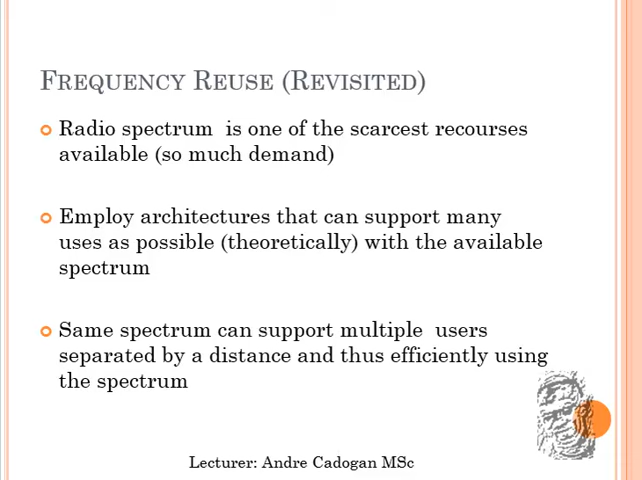 FREQUENCY REUSE (REVISITED)
Radio spectrum is one of the scarcest recourses
available (so much demand)
Employ architectures that can support many
uses as possible (theoretically) with the available
spectrum
Same spectrum can support multiple users
separated by a distance and thus efficiently using
the spectrum
Lecturer: Andre Cadogan MSc